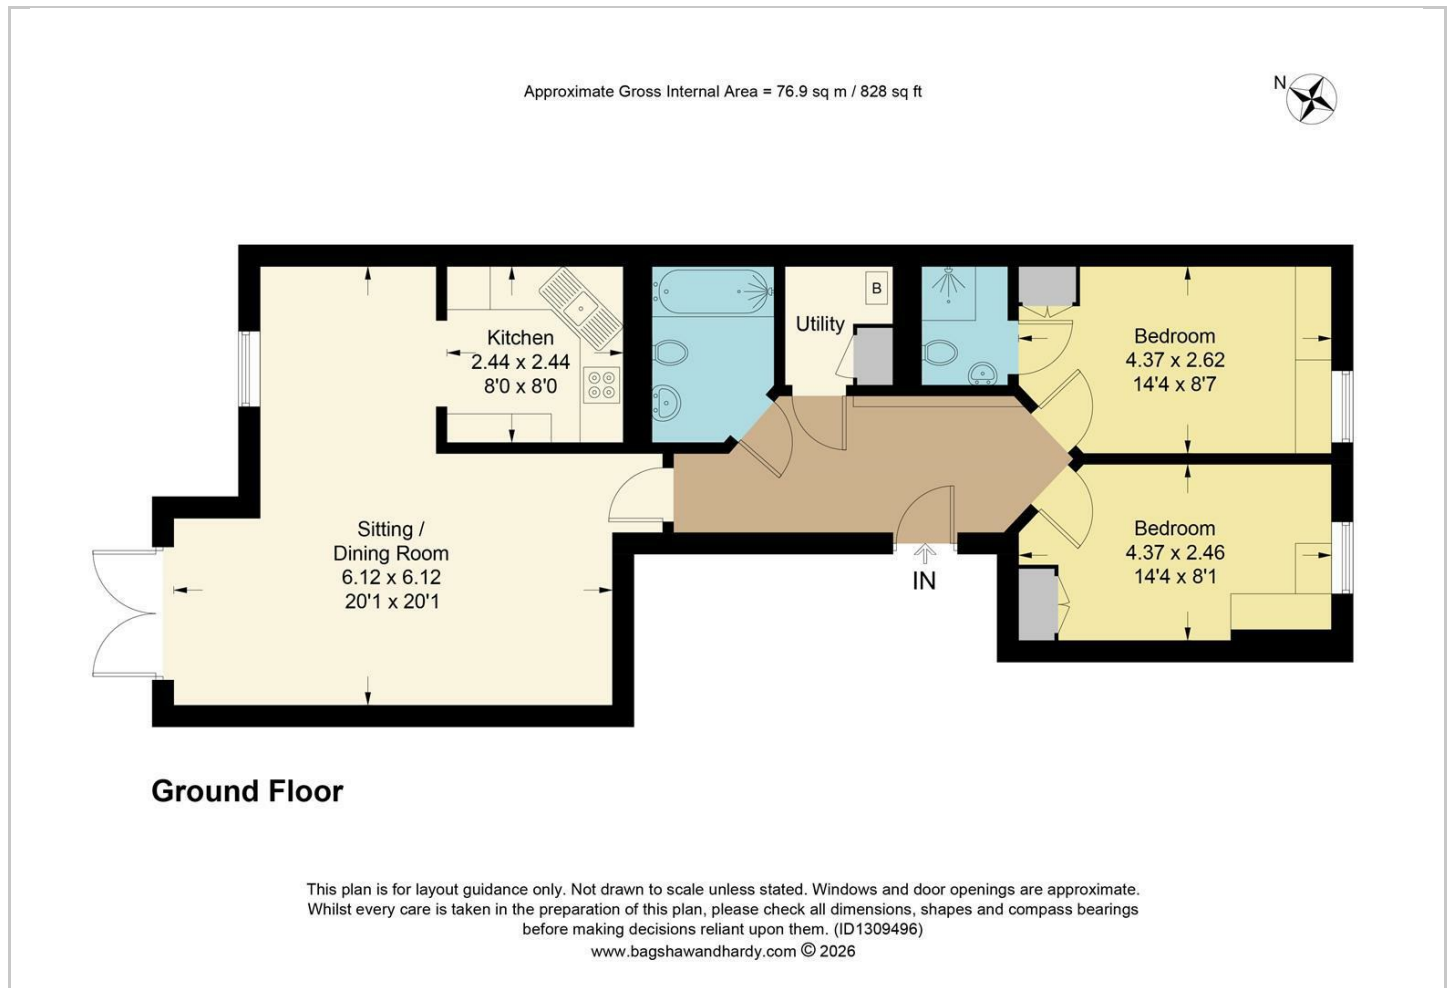 Approximate Gross Internal Area = 76.9 sq m / 828 sq ft
N
Kitchen
2.44 x 2.44
8'0 x 8'0
Utility
B
Bedroom
4.37 x 2.62
14'4 x 8'7
Sitting /
Dining Room
6.12 x 6.12
20'1 x 20'1
IN
Bedroom
4.37 x 2.46
14'4 x 8'1
Ground Floor
This plan is for layout guidance only. Not drawn to scale unless stated. Windows and door openings are approximate.
Whilst every care is taken in the preparation of this plan, please check all dimensions, shapes and compass bearings
before making decisions reliant upon them. (ID1309496)
www.bagshawandhardy.com © 2026